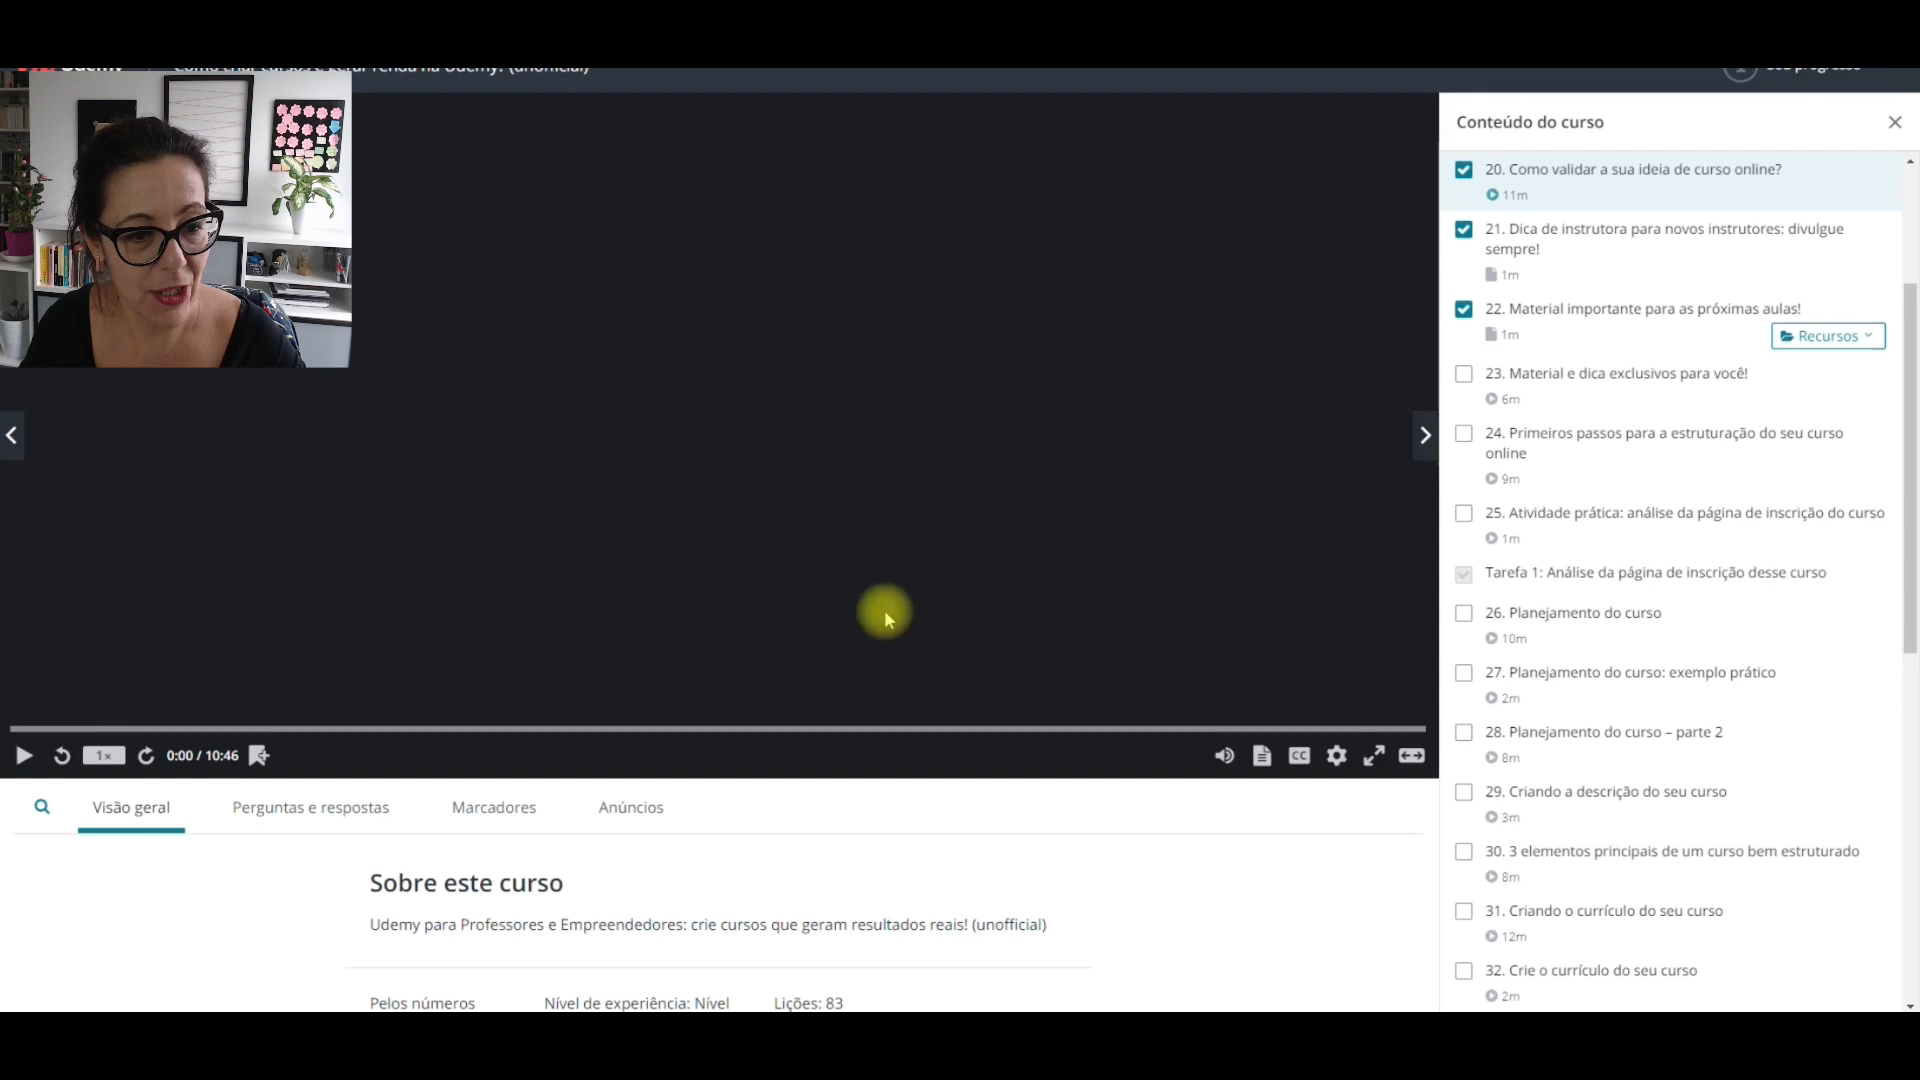 Conteúdo do curso
20. Como validar a sua ideia de curso online?
11m
21. Dica de instrutora para novos instrutores: divulgue
sempre!
1m
22. Material importante para as próximas aulas!
1m
Recursos
23. Material e dica exclusivos para você!
6m
24. Primeiros passos para a estruturação do seu curso
online
9m
25. Atividade prática: análise da página de inscrição do curso
1m
Tarefa 1: Análise da página de inscrição desse curso
26. Planejamento do curso
10m
27. Planejamento do curso: exemplo prático
2m
28. Planejamento do curso – parte 2
8m
29. Criando a descrição do seu curso
3m
30. 3 elementos principais de um curso bem estruturado
8m
31. Criando o currículo do seu curso
12m
32. Crie o currículo do seu curso
2m
1x
0:00 / 10:46
CC
Visão geral
Perguntas e respostas
Marcadores
Anúncios
Sobre este curso
Udemy para Professores e Empreendedores: crie cursos que geram resultados reais! (unofficial)
Pelos números
Nível de experiência: Nível
Lições: 83